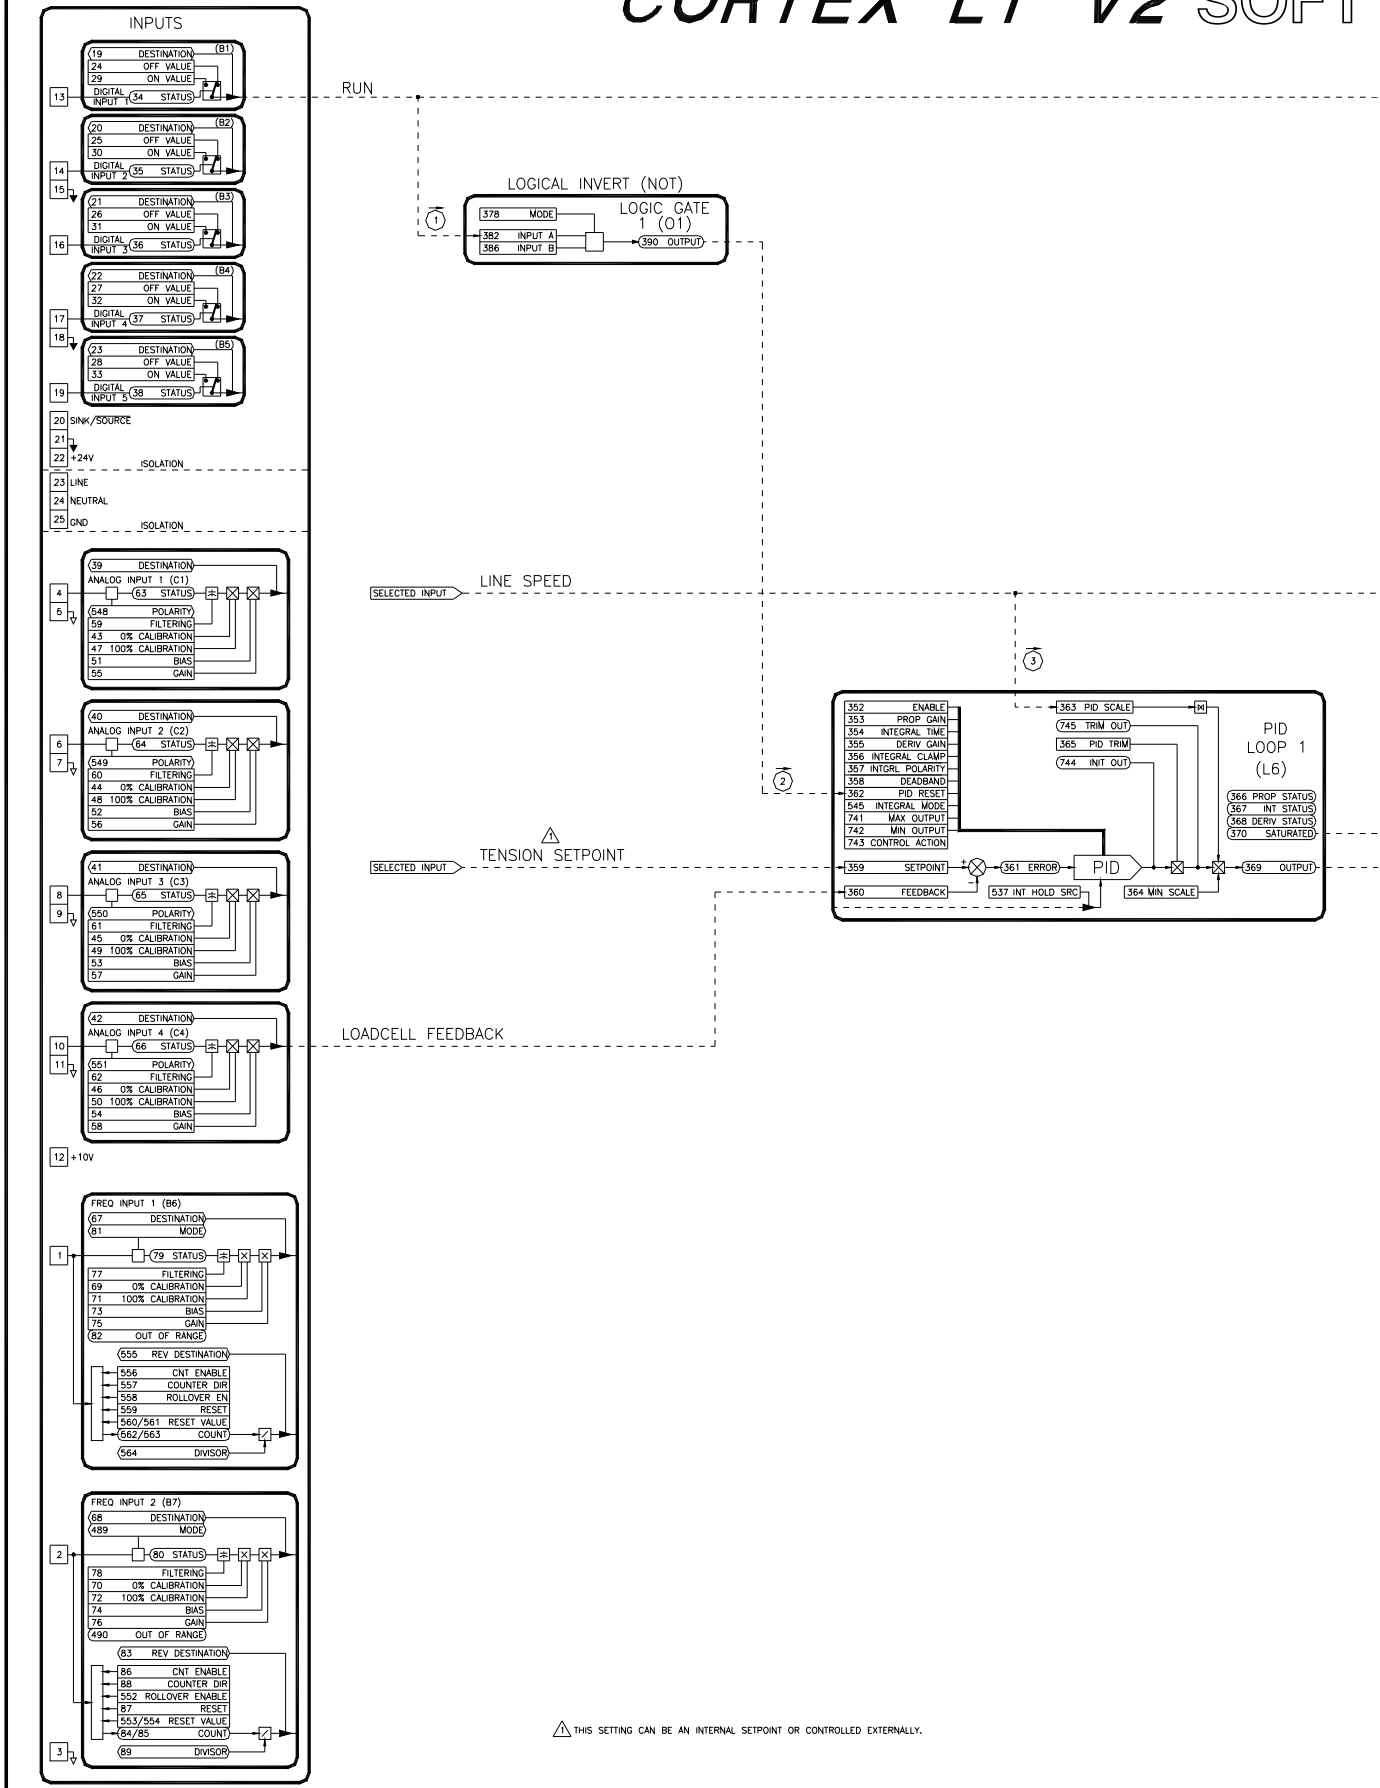 CORTEX LT V2 SOFT
INPUTS
(B1)
19 DESTINATION
24 OFF VALUE
29 ON VALUE
13 DIGITAL INPUT 1 34 STATUS
RUN
(B2)
20 DESTINATION
25 OFF VALUE
30 ON VALUE
14 DIGITAL INPUT 2 35 STATUS
15
(B3)
21 DESTINATION
26 OFF VALUE
31 ON VALUE
16 DIGITAL INPUT 3 36 STATUS
(B4)
22 DESTINATION
27 OFF VALUE
32 ON VALUE
17 DIGITAL INPUT 4 37 STATUS
18
(B5)
23 DESTINATION
28 OFF VALUE
33 ON VALUE
19 DIGITAL INPUT 5 38 STATUS
20 SINK/SOURCE
21
22 +24V
ISOLATION
23 LINE
24 NEUTRAL
25 GND
ISOLATION
LOGICAL INVERT (NOT)
LOGIC GATE
1 (O1)
378 MODE
382 INPUT A
386 INPUT B
390 OUTPUT
1
39 DESTINATION
ANALOG INPUT 1 (C1)
4 63 STATUS
5
548 POLARITY
59 FILTERING
43 0% CALIBRATION
47 100% CALIBRATION
51 BIAS
55 GAIN
SELECTED INPUT LINE SPEED
3
40 DESTINATION
ANALOG INPUT 2 (C2)
6 64 STATUS
7
549 POLARITY
60 FILTERING
44 0% CALIBRATION
48 100% CALIBRATION
52 BIAS
56 GAIN
2
352 ENABLE
353 PROP GAIN
354 INTEGRAL TIME
355 DERIV GAIN
356 INTEGRAL CLAMP
357 INTGRL POLARITY
358 DEADBAND
362 PID RESET
545 INTEGRAL MODE
741 MAX OUTPUT
742 MIN OUTPUT
743 CONTROL ACTION
359 SETPOINT
360 FEEDBACK
+
-
361 ERROR
PID
537 INT HOLD SRC
363 PID SCALE
745 TRIM OUT
365 PID TRIM
744 INIT OUT
364 MIN SCALE
PID
LOOP 1
(L6)
366 PROP STATUS
367 INT STATUS
368 DERIV STATUS
370 SATURATED
369 OUTPUT
1
SELECTED INPUT TENSION SETPOINT
41 DESTINATION
ANALOG INPUT 3 (C3)
8 65 STATUS
9
550 POLARITY
61 FILTERING
45 0% CALIBRATION
49 100% CALIBRATION
53 BIAS
57 GAIN
42 DESTINATION
ANALOG INPUT 4 (C4)
10 66 STATUS
11
551 POLARITY
62 FILTERING
46 0% CALIBRATION
50 100% CALIBRATION
54 BIAS
58 GAIN
LOADCELL FEEDBACK
12 +10V
FREQ INPUT 1 (B6)
67 DESTINATION
81 MODE
1 79 STATUS
77 FILTERING
69 0% CALIBRATION
71 100% CALIBRATION
73 BIAS
75 GAIN
82 OUT OF RANGE
555 REV DESTINATION
556 CNT ENABLE
557 COUNTER DIR
558 ROLLOVER EN
559 RESET
560/561 RESET VALUE
562/563 COUNT
564 DIVISOR
FREQ INPUT 2 (B7)
68 DESTINATION
489 MODE
2 80 STATUS
78 FILTERING
70 0% CALIBRATION
72 100% CALIBRATION
74 BIAS
76 GAIN
490 OUT OF RANGE
83 REV DESTINATION
86 CNT ENABLE
88 COUNTER DIR
552 ROLLOVER ENABLE
87 RESET
553/554 RESET VALUE
84/85 COUNT
89 DIVISOR
3
1 THIS SETTING CAN BE AN INTERNAL SETPOINT OR CONTROLLED EXTERNALLY.